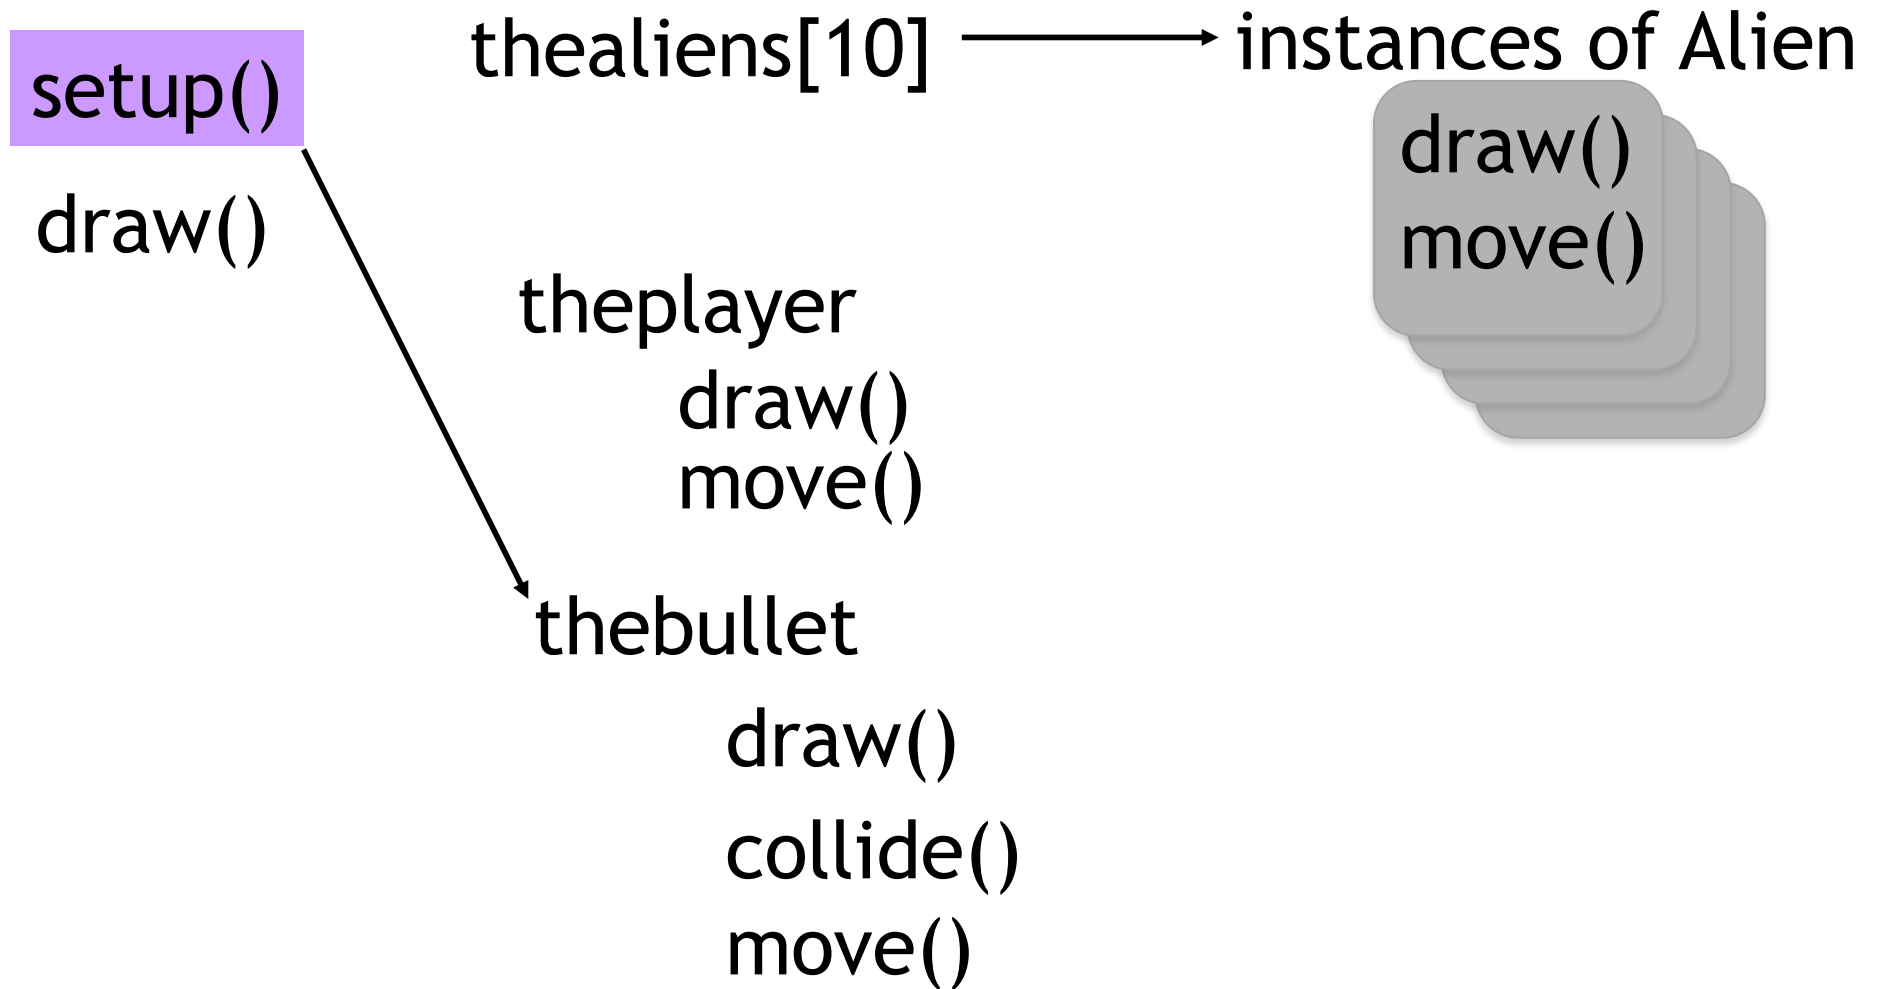 setup()
draw()
thealiens[10]
instances of Alien
draw()
move()
theplayer
draw()
move()
thebullet
draw()
collide()
move()